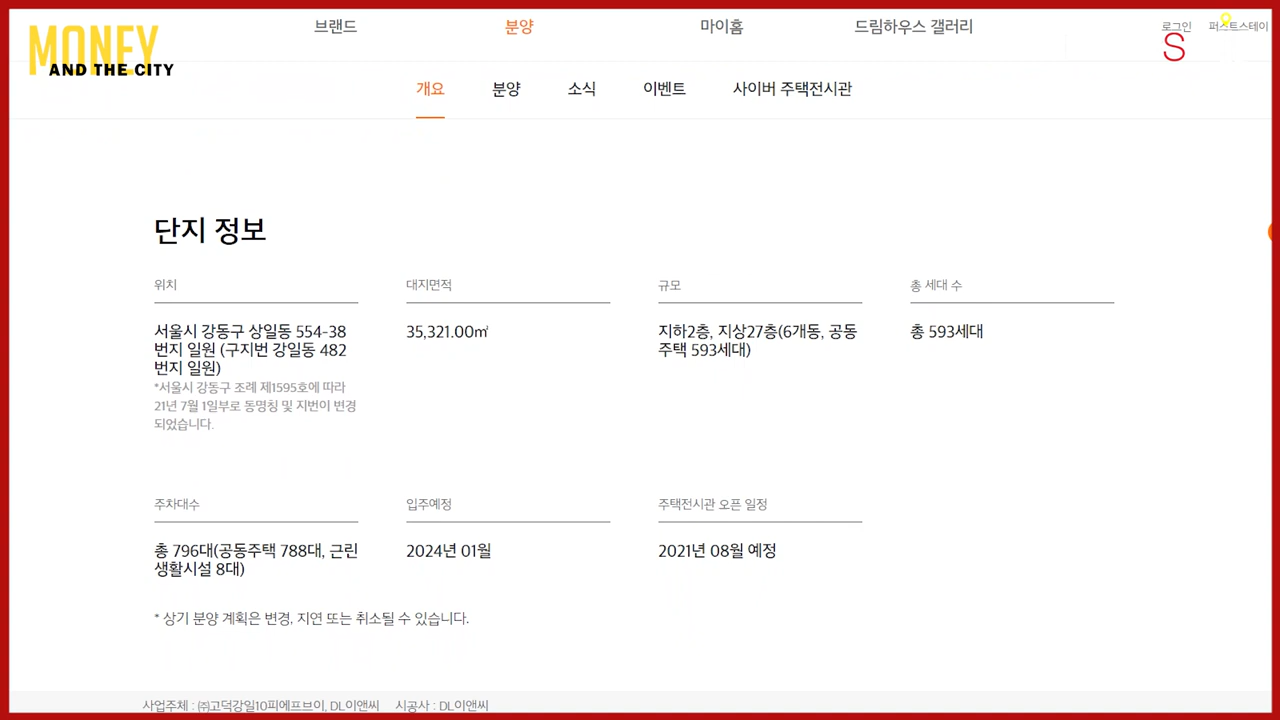 MONEY
AND THE CITY
브랜드 분양 마이홈 드림하우스 갤러리 로그인 퍼스트스테이
S
개요 분양 소식 이벤트 사이버 주택전시관
단지 정보
위치 대지면적 규모 총 세대 수
서울시 강동구 상일동 554-38
번지 일원 (구지번 강일동 482
번지 일원)
*서울시 강동구 조례 제1595호에 따라
21년 7월 1일부로 동명칭 및 지번이 변경
되었습니다.
35,321.00㎡
지하2층, 지상27층(6개동, 공동
주택 593세대)
총 593세대
주차대수 입주예정 주택전시관 오픈 일정
총 796대(공동주택 788대, 근린
생활시설 8대)
2024년 01월
2021년 08월 예정
* 상기 분양 계획은 변경, 지연 또는 취소될 수 있습니다.
사업주체 : ㈜고덕강일10피에프브이, DL이앤씨 시공사 : DL이앤씨